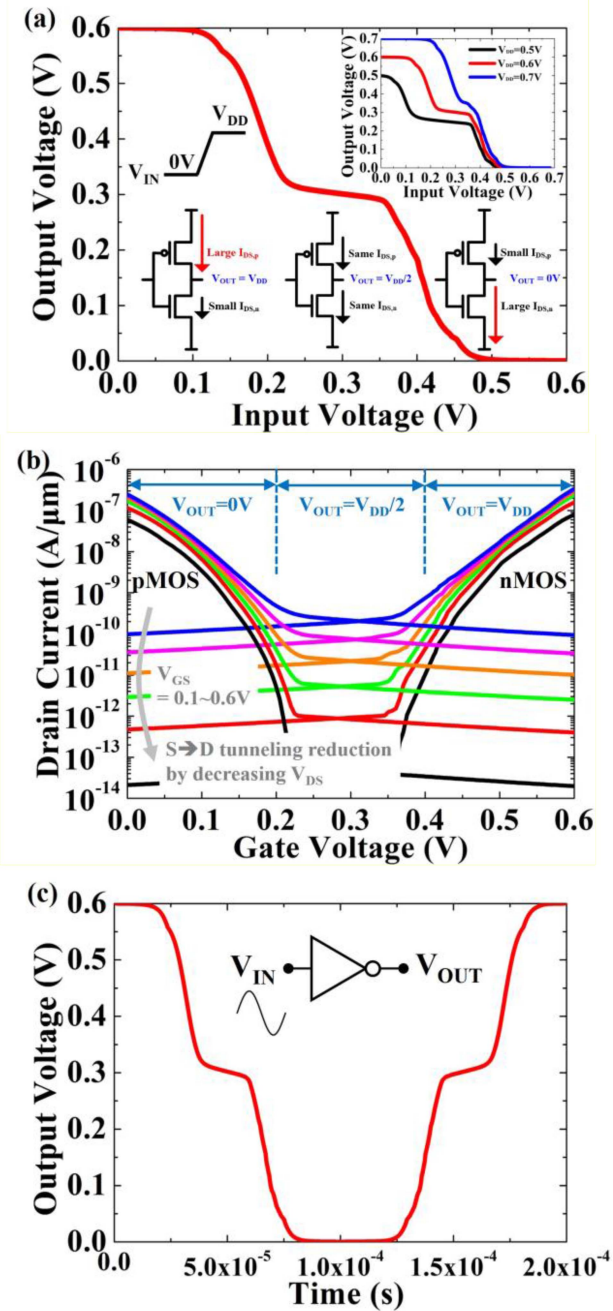 (a)
Output Voltage (V)
0.6
0.5
0.4
0.3
0.2
0.1
0.0
0.0 0.1 0.2 0.3 0.4 0.5 0.6
Input Voltage (V)
V_IN 0V V_DD
Large I_DS,p
V_OUT = V_DD
Small I_DS,n
Same I_DS,p
V_OUT = V_DD/2
Same I_DS,n
Small I_DS,p
V_OUT = 0V
Large I_DS,n
Output Voltage (V)
0.7
0.6
0.5
0.4
0.3
0.2
0.1
0.0
0.0 0.1 0.2 0.3 0.4 0.5 0.6 0.7
Input Voltage (V)
V_DD=0.5V
V_DD=0.6V
V_DD=0.7V
(b)
Drain Current (A/μm)
10^-6
10^-7
10^-8
10^-9
10^-10
10^-11
10^-12
10^-13
10^-14
V_OUT=0V V_OUT=V_DD/2 V_OUT=V_DD
pMOS nMOS
V_GS
= 0.1~0.6V
S➔D tunneling reduction
by decreasing V_DS
0.0 0.1 0.2 0.3 0.4 0.5 0.6
Gate Voltage (V)
(c)
Output Voltage (V)
0.6
0.5
0.4
0.3
0.2
0.1
0.0
V_IN V_OUT
5.0x10^-5 1.0x10^-4 1.5x10^-4 2.0x10^-4
Time (s)